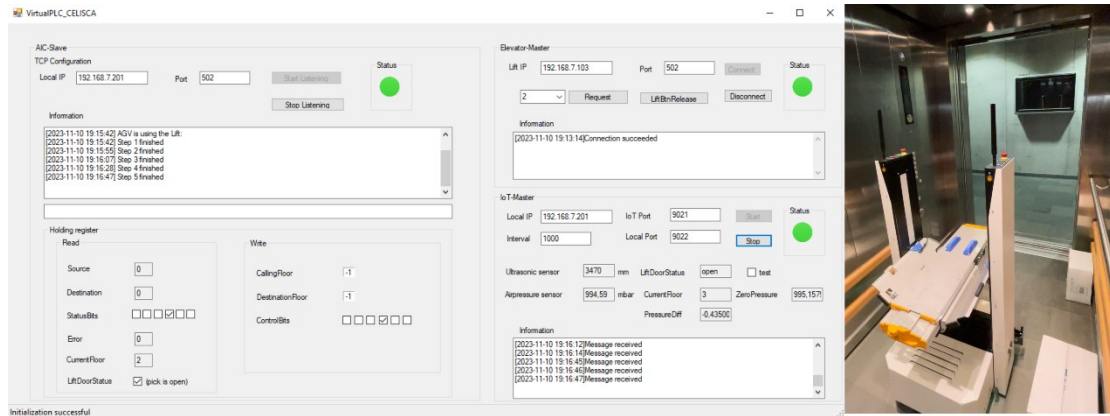 VirtualPLC_CELISCA
AIC-Slave
TCP Configuration
Local IP 192.168.7.201 Port 502 Start Listening Status
Stop Listening
Information
[2023-11-10 19:15:42] AGV is using the Lift:
[2023-11-10 19:15:42] Step 1 finished
[2023-11-10 19:15:55] Step 2 finished
[2023-11-10 19:16:07] Step 3 finished
[2023-11-10 19:16:28] Step 4 finished
[2023-11-10 19:16:47] Step 5 finished
Holding register
Read
Source 0
Destination 0
StatusBits
Error 0
CurrentFloor 2
LiftDoorStatus (pick is open)
Write
CallingFloor -1
DestinationFloor -1
ControlBits
Initialization successful
Elevator-Master
Lift IP 192.168.7.103 Port 502 Connect Status
2 Request LiftBtnRelease Disconnect
Information
[2023-11-10 19:13:14]Connection succeeded
IoT-Master
Local IP 192.168.7.201 IoT Port 9021 Start Status
Interval 1000 Local Port 9022 Stop
Ultrasonic sensor 3470 mm LiftDoorStatus open test
Airpressure sensor 994,59 mbar CurrentFloor 3 ZeroPressure 995,157
PressureDiff -0,43500
Information
[2023-11-10 19:16:12]Message received
[2023-11-10 19:16:14]Message received
[2023-11-10 19:16:45]Message received
[2023-11-10 19:16:46]Message received
[2023-11-10 19:16:47]Message received